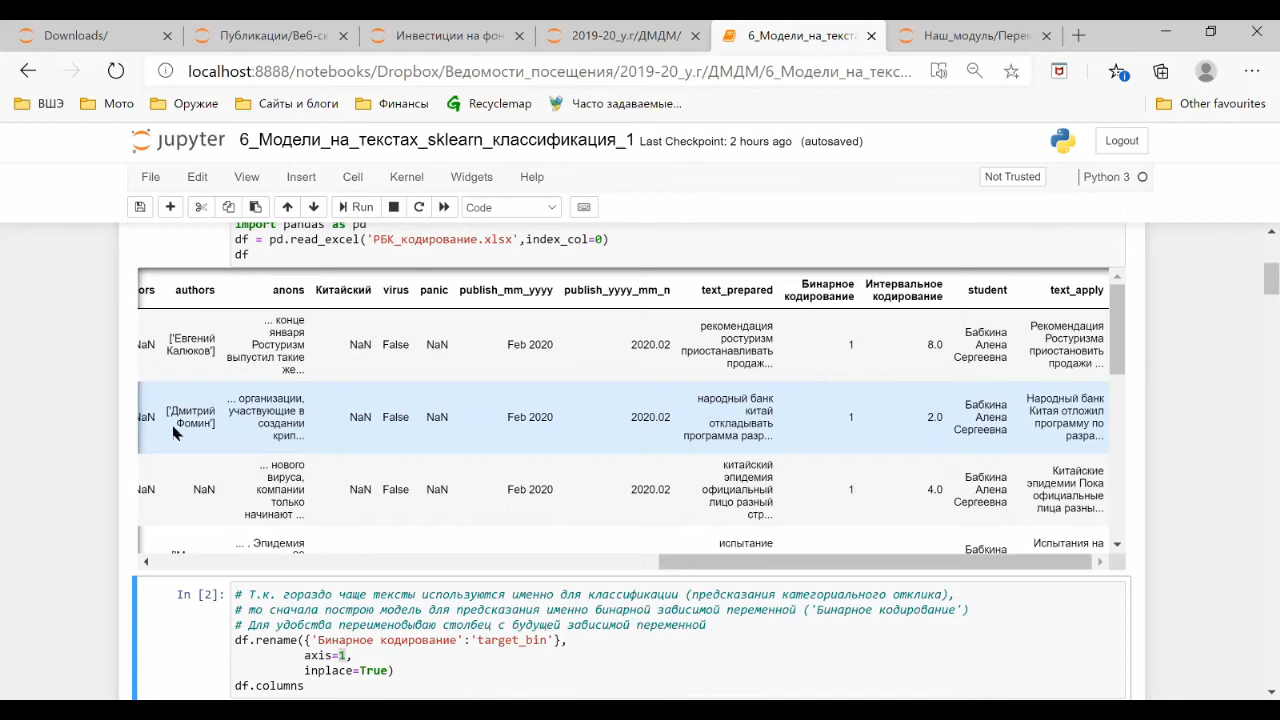 Downloads/
Публикации/Веб-ск
Инвестиции на фон
2019-20_у.г/ДМДМ/
6_Модели_на_текста
Наш_модуль/Перем
localhost:8888/notebooks/Dropbox/Ведомости_посещения/2019-20_у.г/ДМДМ/6_Модели_на_текс...
ВШЭ Мото Оружие Сайты и блоги Финансы Recyclemap Часто задаваемые... Other favourites
jupyter 6_Модели_на_текстах_sklearn_классификация_1 Last Checkpoint: 2 hours ago (autosaved) Logout
File Edit View Insert Cell Kernel Widgets Help Not Trusted Python 3
Run Code
import pandas as pd
df = pd.read_excel('РБК_кодирование.xlsx',index_col=0)
df
ors authors anons Китайский virus panic publish_mm_yyyy publish_yyyy_mm_n text_prepared Бинарное кодирование Интервальное кодирование student text_apply
NaN
['Евгений
Калюков']
... конце
января
Ростуризм
выпустил такие
же...
NaN False NaN Feb 2020 2020.02
рекомендация
ростуризм
приостанавливать
продаж...
1 8.0
Бабкина
Алена
Сергеевна
Рекомендация
Ростуризма
приостановить
продажи ...
NaN
['Дмитрий
Фомин']
... организации,
участвующие в
создании
крип...
NaN False NaN Feb 2020 2020.02
народный банк
китай
откладывать
программа разр...
1 2.0
Бабкина
Алена
Сергеевна
Народный банк
Китая отложил
программу по
разра...
NaN NaN
... нового
вируса,
компании
только
начинают ...
NaN False NaN Feb 2020 2020.02
китайский
эпидемия
официальный
лицо разный
стр...
1 4.0
Бабкина
Алена
Сергеевна
Китайские
эпидемии Пока
официальные
лица разны...
... . Эпидемия
испытание
Бабкина
Испытания на
In [2]:
# Т.к. гораздо чаще тексты используются именно для классификации (предсказания категориального отклика),
# то сначала построю модель для предсказания именно бинарной зависимой переменной ('Бинарное кодирование')
# Для удобства переименовываю столбец с будущей зависимой переменной
df.rename({'Бинарное кодирование':'target_bin'},
axis=1,
inplace=True)
df.columns